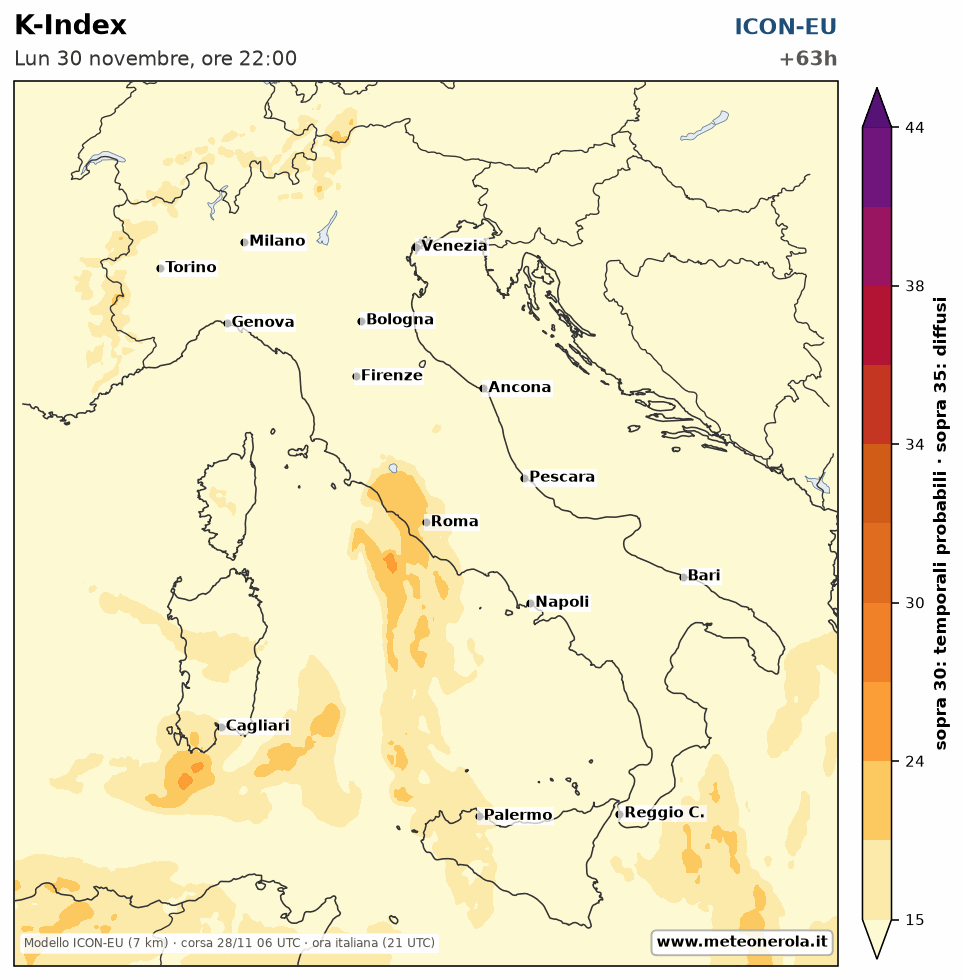 K-Index
ICON-EU
Lun 30 novembre, ore 22:00
+63h
44
38
34
30
24
15
sopra 30: temporali probabili · sopra 35: diffusi
Milano
Venezia
Torino
Genova
Bologna
Firenze
Ancona
Pescara
Roma
Bari
Napoli
Cagliari
Palermo
Reggio C.
Modello ICON-EU (7 km) · corsa 28/11 06 UTC · ora italiana (21 UTC)
www.meteonerola.it